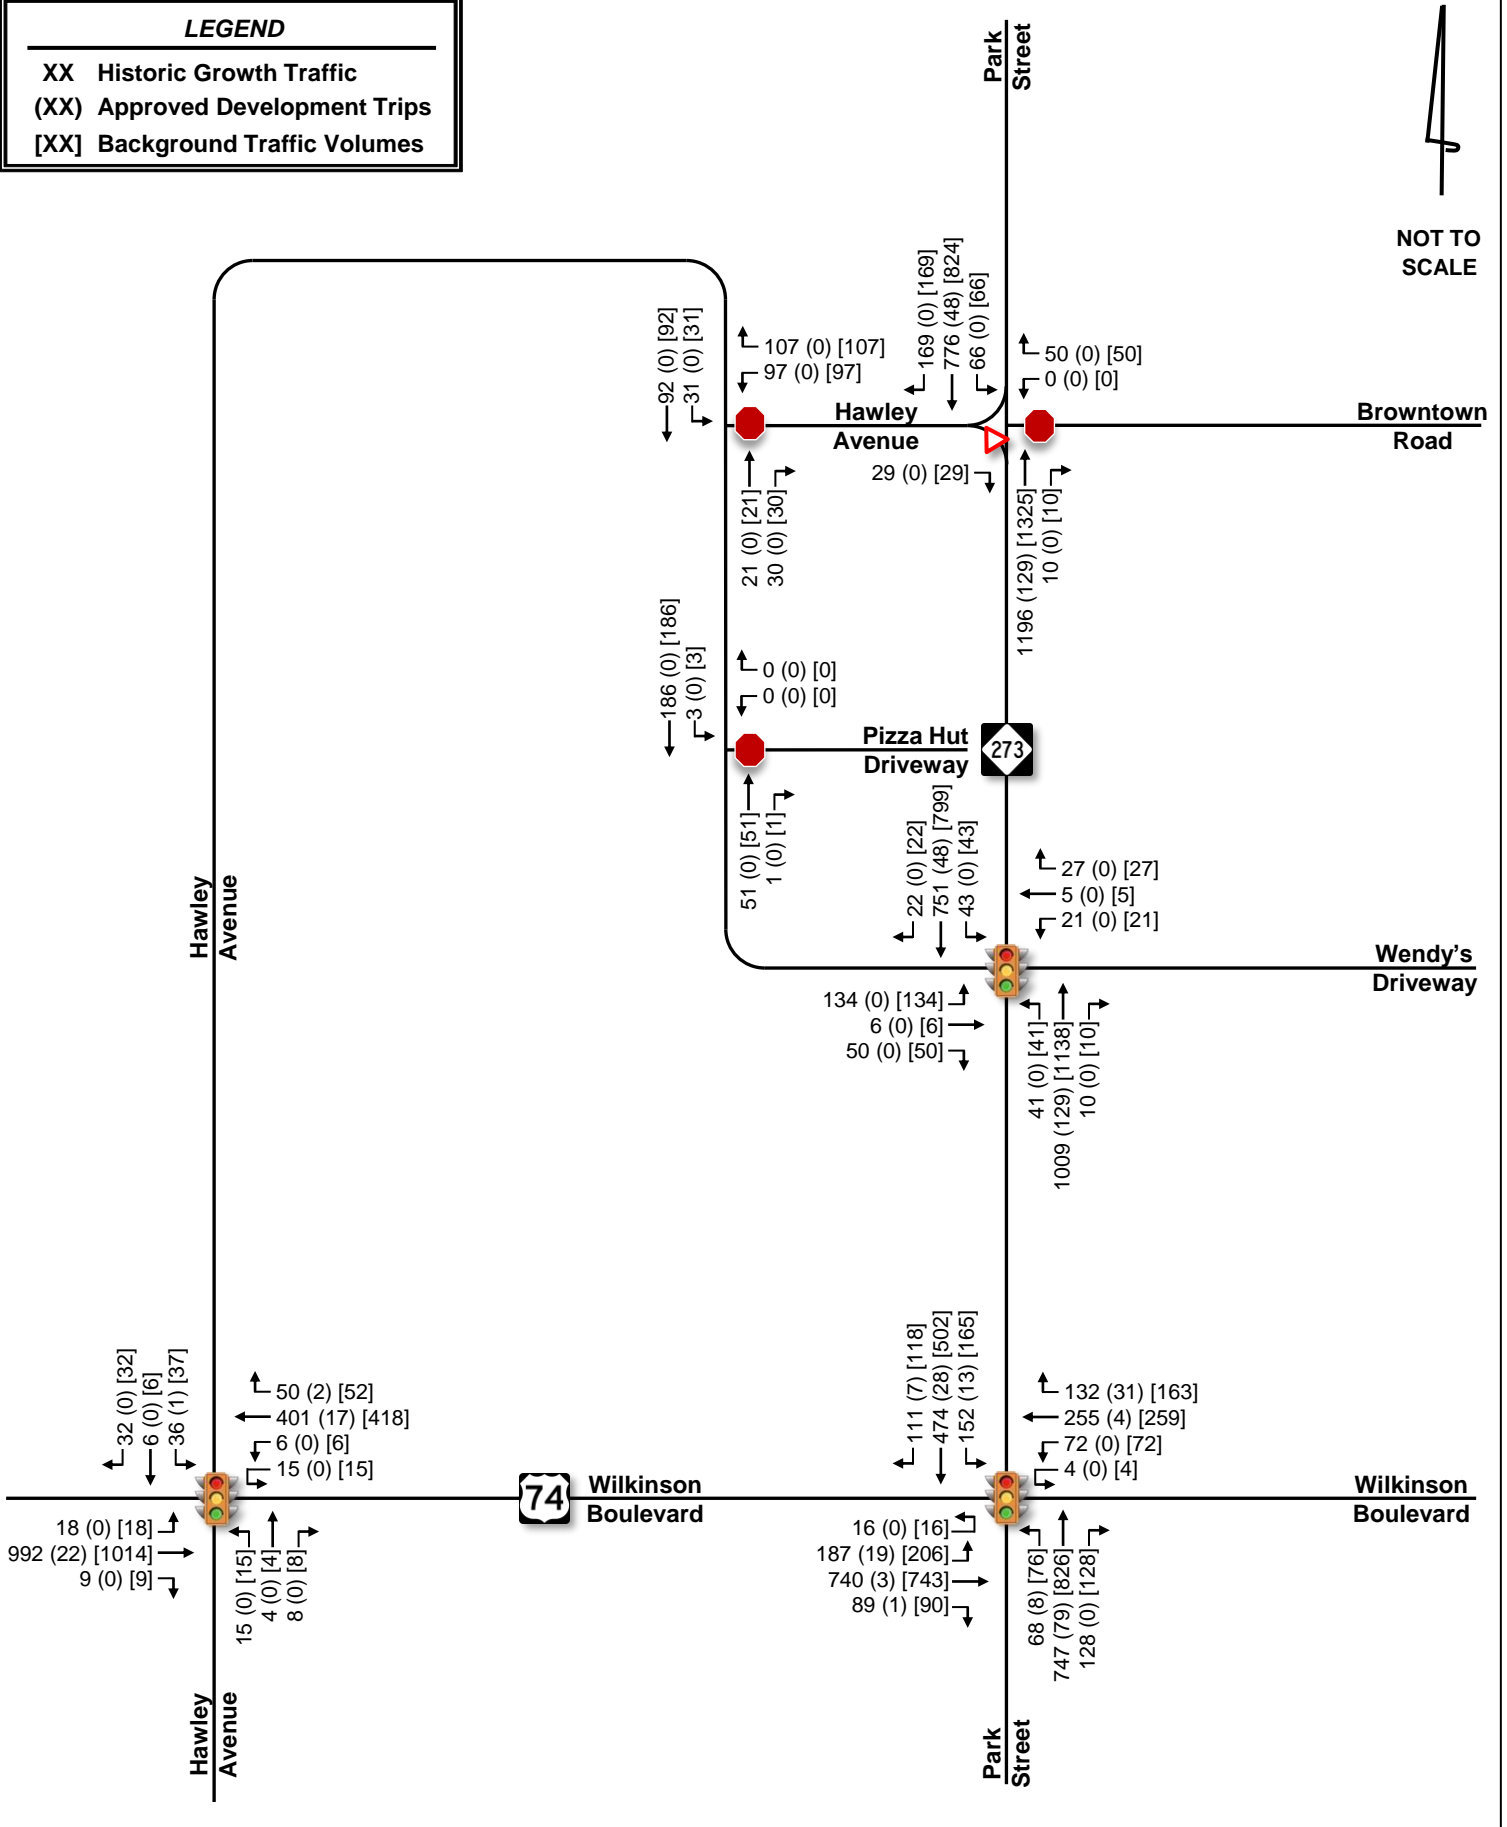 LEGEND
XX Historic Growth Traffic
(XX) Approved Development Trips
[XX] Background Traffic Volumes
Park
Street
NOT TO
SCALE
92 (0) [92]
31 (0) [31]
107 (0) [107]
97 (0) [97]
169 (0) [169]
776 (48) [824]
66 (0) [66]
50 (0) [50]
0 (0) [0]
Hawley
Avenue
Browntown
Road
29 (0) [29]
21 (0) [21]
30 (0) [30]
1196 (129) [1325]
10 (0) [10]
186 (0) [186]
3 (0) [3]
0 (0) [0]
0 (0) [0]
Pizza Hut
Driveway
273
51 (0) [51]
1 (0) [1]
22 (0) [22]
751 (48) [799]
43 (0) [43]
27 (0) [27]
5 (0) [5]
21 (0) [21]
Hawley
Avenue
Wendy's
Driveway
134 (0) [134]
6 (0) [6]
50 (0) [50]
41 (0) [41]
1009 (129) [1138]
10 (0) [10]
32 (0) [32]
6 (0) [6]
36 (1) [37]
50 (2) [52]
401 (17) [418]
6 (0) [6]
15 (0) [15]
111 (7) [118]
474 (28) [502]
152 (13) [165]
132 (31) [163]
255 (4) [259]
72 (0) [72]
4 (0) [4]
74
Wilkinson
Boulevard
Wilkinson
Boulevard
18 (0) [18]
992 (22) [1014]
9 (0) [9]
15 (0) [15]
4 (0) [4]
8 (0) [8]
16 (0) [16]
187 (19) [206]
740 (3) [743]
89 (1) [90]
68 (8) [76]
747 (79) [826]
128 (0) [128]
Hawley
Avenue
Park
Street